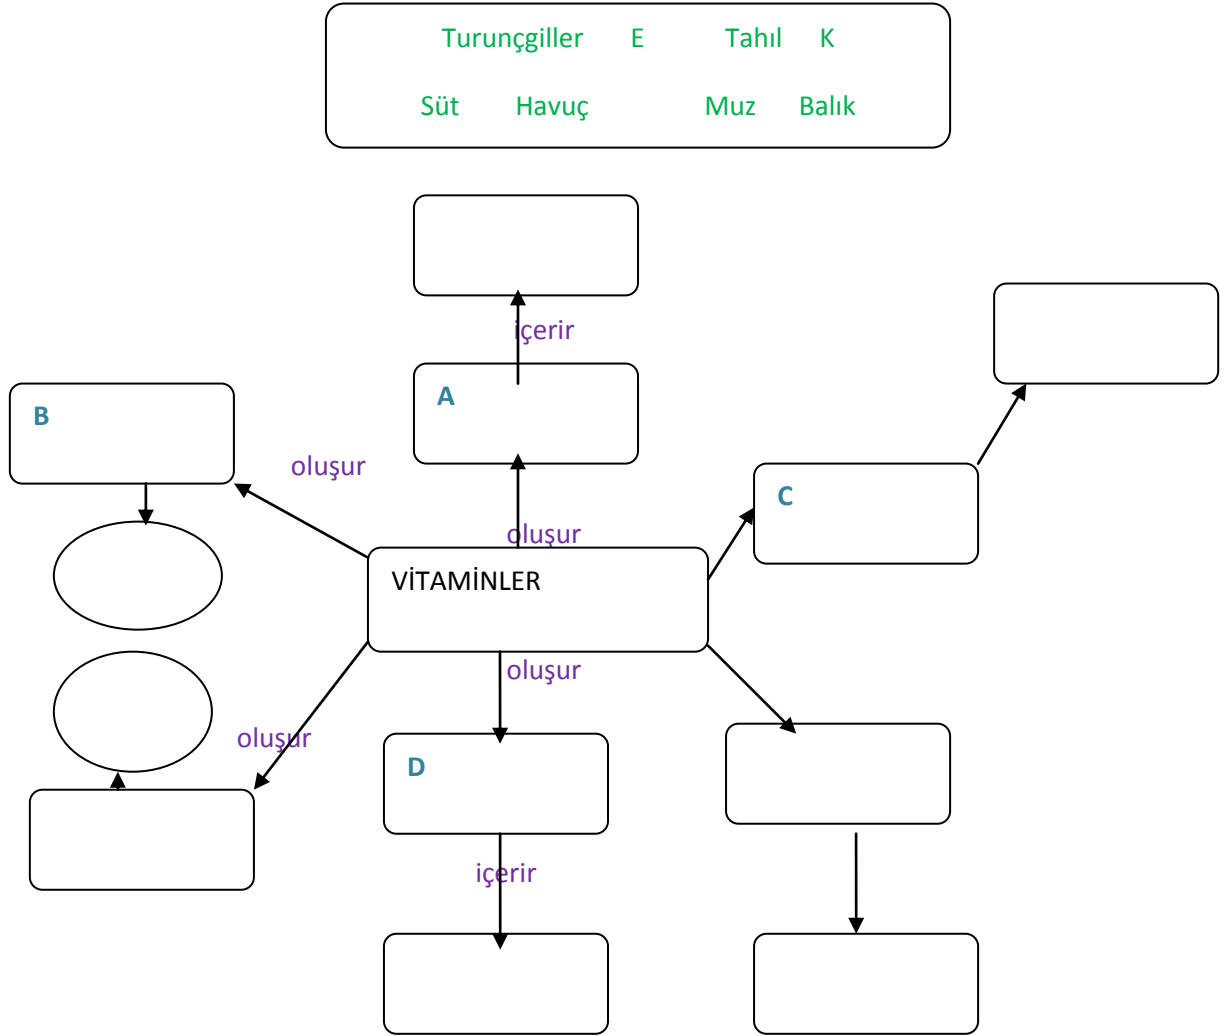 Turunçgiller E Tahıl K
Süt Havuç Muz Balık
içerir
A
B
oluşur
C
oluşur
VİTAMİNLER
oluşur
oluşur
D
içerir